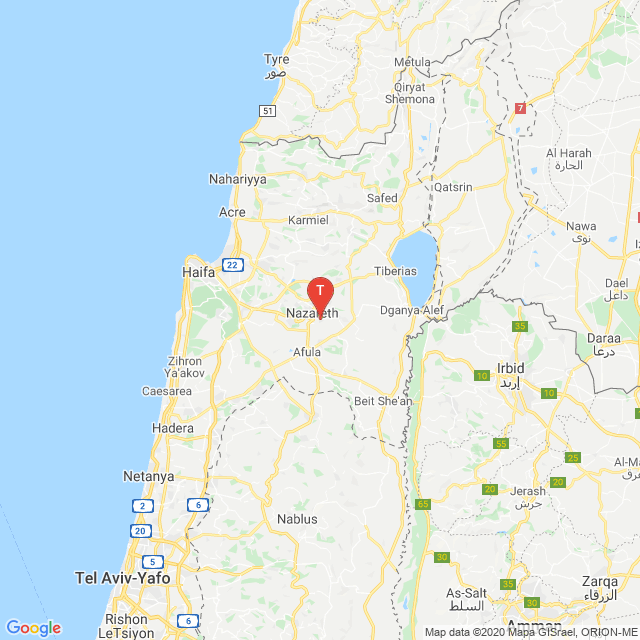 Tyre
صور
Metula
Qiryat
Shemona
51
7
Al Harah
الحارة
Nahariyya
Safed
Qatsrin
Acre
Karmiel
Nawa
نوى
22
Haifa
Tiberias
T
Nazareth
Dael
داعل
Dganya Alef
35
Daraa
درعا
Afula
Zihron
Ya'akov
Irbid
إربد
10
10
Caesarea
Beit She'an
Hadera
55
25
Netanya
20
20
Jerash
جرش
2
6
65
Nablus
20
5
30
Tel Aviv-Yafo
35
Zarqa
الزرقاء
As-Salt
السلط
30
Rishon
LeTsiyon
6
Amman
Google
Map data ©2020 Mapa GISrael, ORION-ME